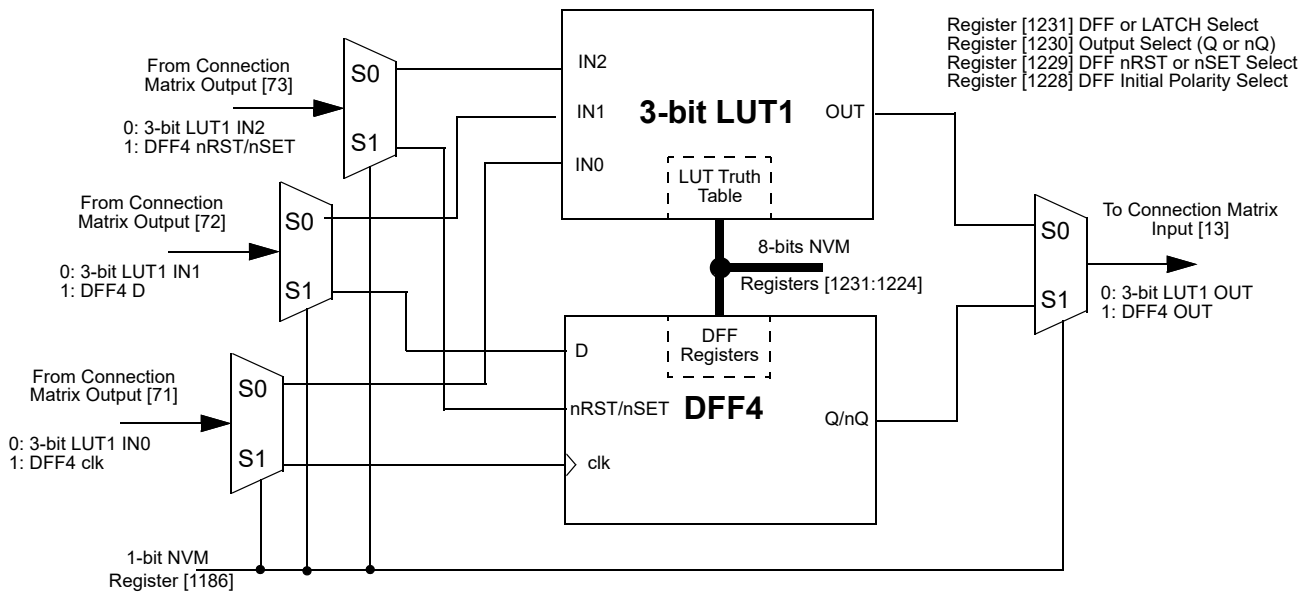 Register [1231] DFF or LATCH Select
Register [1230] Output Select (Q or nQ)
Register [1229] DFF nRST or nSET Select
Register [1228] DFF Initial Polarity Select
From Connection
Matrix Output [73]
0: 3-bit LUT1 IN2
1: DFF4 nRST/nSET
S0
S1
From Connection
Matrix Output [72]
0: 3-bit LUT1 IN1
1: DFF4 D
S0
S1
From Connection
Matrix Output [71]
0: 3-bit LUT1 IN0
1: DFF4 clk
S0
S1
1-bit NVM
Register [1186]
IN2
IN1
IN0
3-bit LUT1
OUT
LUT Truth
Table
8-bits NVM
Registers [1231:1224]
DFF
Registers
D
nRST/nSET
clk
DFF4
Q/nQ
S0
S1
To Connection Matrix
Input [13]
0: 3-bit LUT1 OUT
1: DFF4 OUT